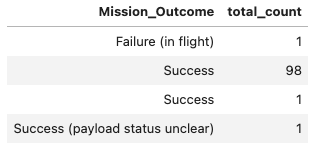 Mission_Outcome total_count
Failure (in flight) 1
Success 98
Success 1
Success (payload status unclear) 1